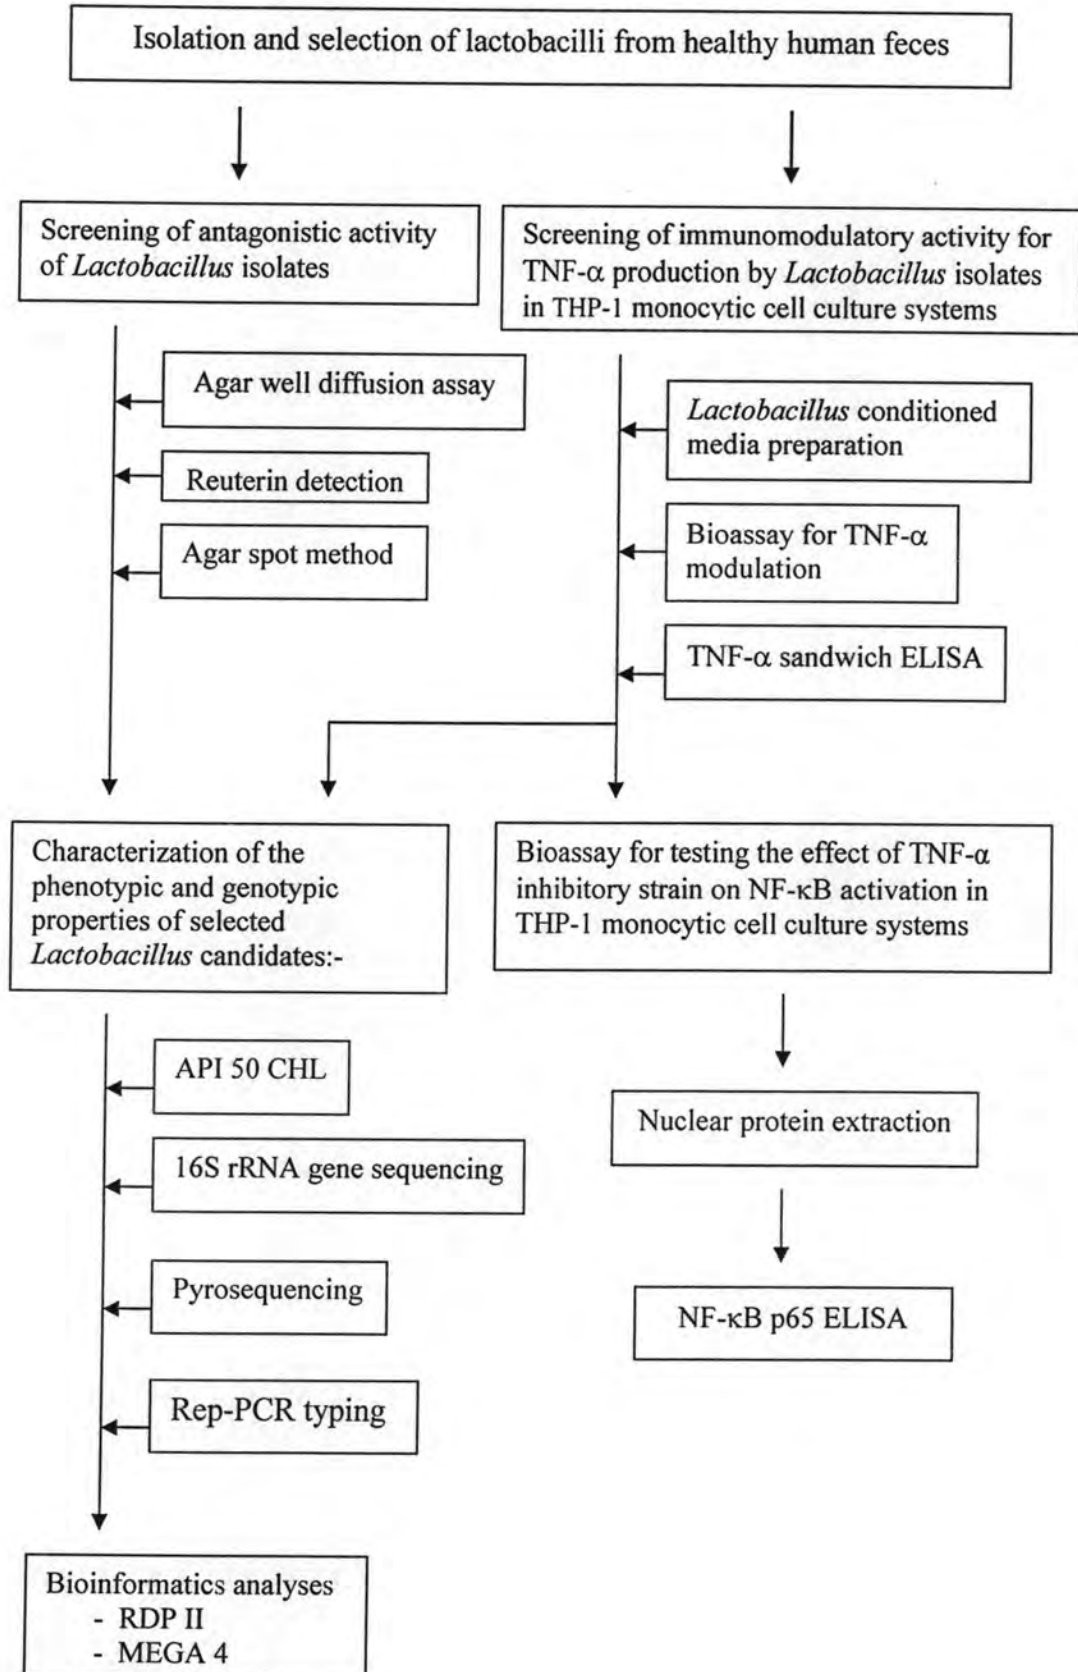 Isolation and selection of lactobacilli from healthy human feces
Screening of antagonistic activity
of Lactobacillus isolates
Screening of immunomodulatory activity for
TNF-α production by Lactobacillus isolates
in THP-1 monocytic cell culture systems
Agar well diffusion assay
Reuterin detection
Agar spot method
Lactobacillus conditioned
media preparation
Bioassay for TNF-α
modulation
TNF-α sandwich ELISA
Characterization of the
phenotypic and genotypic
properties of selected
Lactobacillus candidates:-
Bioassay for testing the effect of TNF-α
inhibitory strain on NF-κB activation in
THP-1 monocytic cell culture systems
API 50 CHL
16S rRNA gene sequencing
Pyrosequencing
Rep-PCR typing
Nuclear protein extraction
NF-κB p65 ELISA
Bioinformatics analyses
- RDP II
- MEGA 4